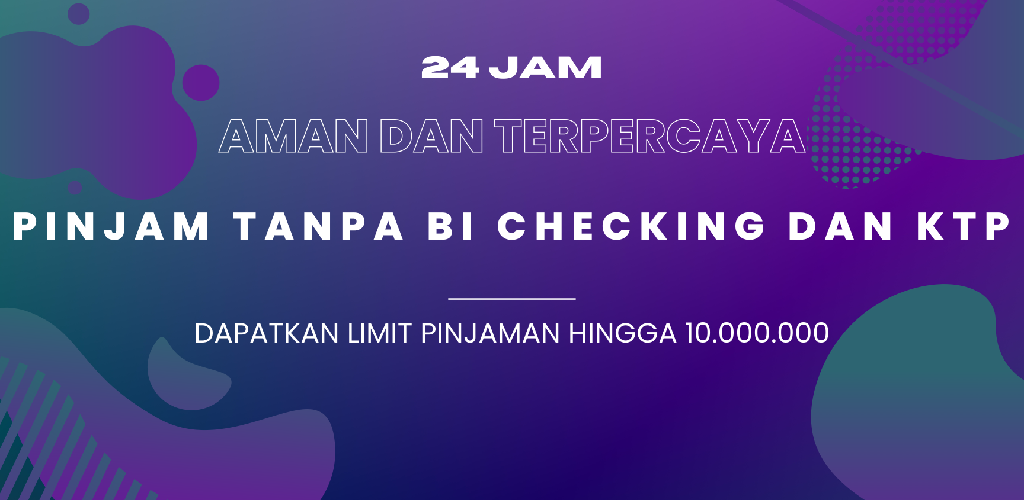 24 JAM
AMAN DAN TERPERCAYA
PINJAM TANPA BI CHECKING DAN KTP
DAPATKAN LIMIT PINJAMAN HINGGA 10.000.000